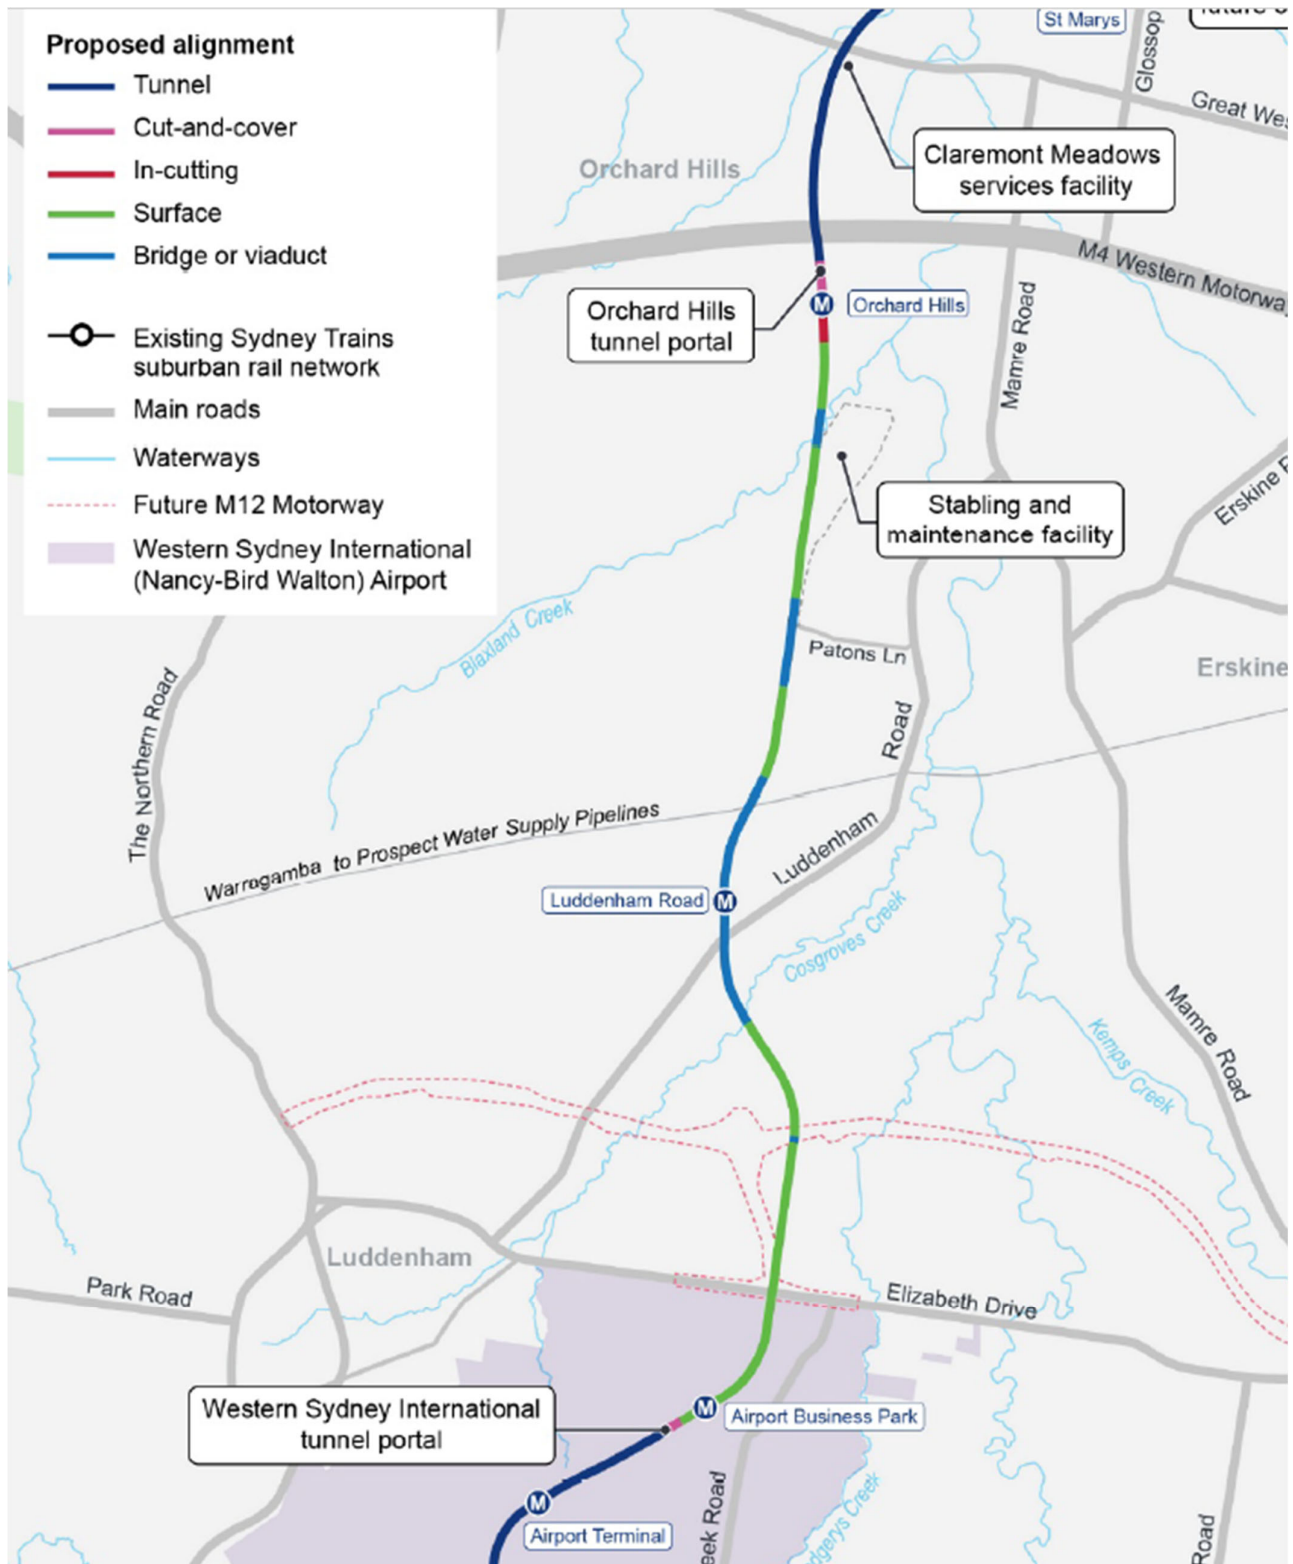 Proposed alignment
Tunnel
Cut-and-cover
In-cutting
Surface
Bridge or viaduct
Existing Sydney Trains
suburban rail network
Main roads
Waterways
Future M12 Motorway
Western Sydney International
(Nancy-Bird Walton) Airport
St Marys
Glossop
Great Wes
Orchard Hills
Claremont Meadows
services facility
M4 Western Motorwa
Orchard Hills
tunnel portal
M
Orchard Hills
Mamre Road
Stabling and
maintenance facility
Erskine
Blaxland Creek
Patons Ln
Erskine
The Northern Road
Road
Warragamba to Prospect Water Supply Pipelines
Luddenham
Luddenham Road
M
Cosgroves Creek
Mamre Road
Kemps Creek
Luddenham
Park Road
Elizabeth Drive
Western Sydney International
tunnel portal
M
Airport Business Park
M
Airport Terminal
eek Road
dgerys Creek
Road